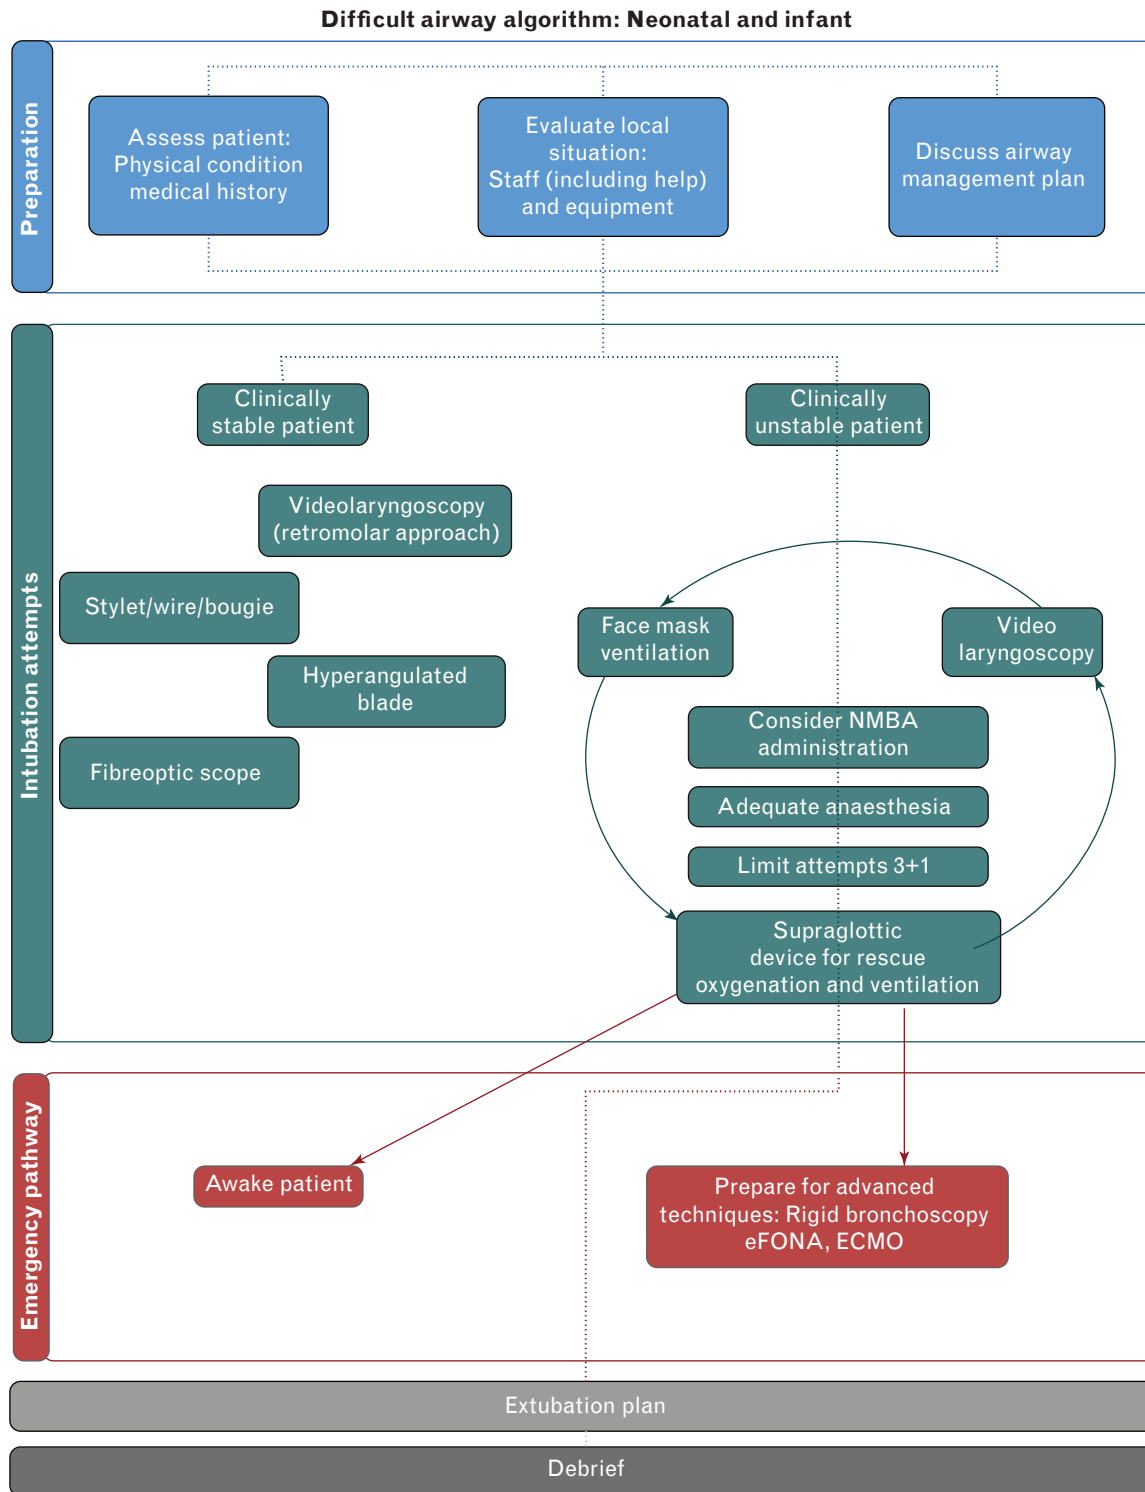 Difficult airway algorithm: Neonatal and infant
Preparation
Assess patient:
Physical condition
medical history
Evaluate local
situation:
Staff (including help)
and equipment
Discuss airway
management plan
Intubation attempts
Clinically
stable patient
Clinically
unstable patient
Videolaryngoscopy
(retromolar approach)
Stylet/wire/bougie
Hyperangulated
blade
Fibreoptic scope
Face mask
ventilation
Video
laryngoscopy
Consider NMBA
administration
Adequate anaesthesia
Limit attempts 3+1
Supraglottic
device for rescue
oxygenation and ventilation
Emergency pathway
Awake patient
Prepare for advanced
techniques: Rigid bronchoscopy
eFONA, ECMO
Extubation plan
Debrief